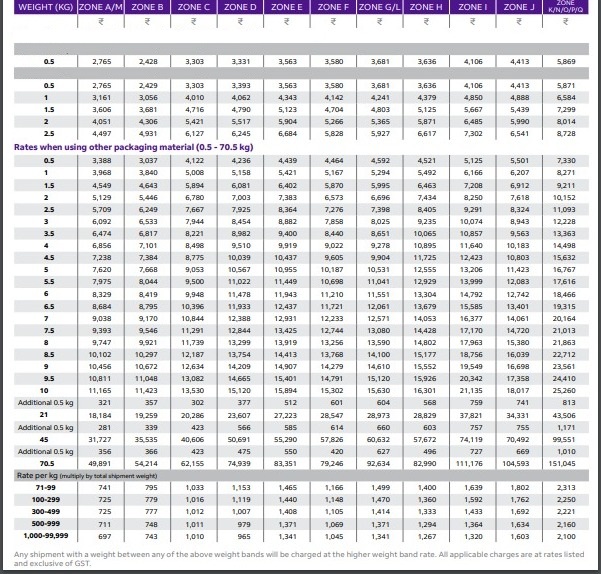 WEIGHT (KG) ZONE A/M ZONE B ZONE C ZONE D ZONE E ZONE F ZONE G/L ZONE H ZONE I ZONE J ZONE K/N/O/P/Q
₹ ₹ ₹ ₹ ₹ ₹ ₹ ₹ ₹ ₹ ₹
0.5 2,765 2,428 3,303 3,331 3,563 3,580 3,681 3,636 4,106 4,413 5,869
0.5 2,765 2,429 3,303 3,393 3,563 3,580 3,681 3,636 4,106 4,413 5,871
1 3,161 3,056 4,010 4,062 4,343 4,142 4,241 4,379 4,850 4,888 6,584
1.5 3,606 3,681 4,716 4,790 5,123 4,704 4,803 5,125 5,667 5,439 7,299
2 4,051 4,306 5,421 5,517 5,904 5,266 5,365 5,871 6,485 5,990 8,014
2.5 4,497 4,931 6,127 6,245 6,684 5,828 5,927 6,617 7,302 6,541 8,728
Rates when using other packaging material (0.5 - 70.5 kg)
0.5 3,388 3,037 4,122 4,236 4,439 4,464 4,592 4,521 5,125 5,501 7,330
1 3,968 3,840 5,008 5,158 5,421 5,167 5,294 5,492 6,166 6,207 8,271
1.5 4,549 4,643 5,894 6,081 6,402 5,870 5,995 6,463 7,208 6,912 9,211
2 5,129 5,446 6,780 7,003 7,383 6,573 6,696 7,434 8,250 7,618 10,152
2.5 5,709 6,249 7,667 7,925 8,364 7,276 7,398 8,405 9,291 8,324 11,093
3 6,092 6,533 7,944 8,454 8,882 7,858 8,025 9,235 10,074 8,943 12,228
3.5 6,474 6,817 8,221 8,982 9,400 8,440 8,651 10,065 10,857 9,563 13,363
4 6,856 7,101 8,498 9,510 9,919 9,022 9,278 10,895 11,640 10,183 14,498
4.5 7,238 7,384 8,775 10,039 10,437 9,605 9,904 11,725 12,423 10,803 15,632
5 7,620 7,668 9,053 10,567 10,955 10,187 10,531 12,555 13,206 11,423 16,767
5.5 7,975 8,044 9,500 11,022 11,449 10,698 11,041 12,929 13,999 12,083 17,616
6 8,329 8,419 9,948 11,478 11,943 11,210 11,551 13,304 14,792 12,742 18,466
6.5 8,684 8,795 10,396 11,933 12,437 11,721 12,061 13,679 15,585 13,401 19,315
7 9,038 9,170 10,844 12,388 12,931 12,233 12,571 14,053 16,377 14,061 20,164
7.5 9,393 9,546 11,291 12,844 13,425 12,744 13,080 14,428 17,170 14,720 21,013
8 9,747 9,921 11,739 13,299 13,919 13,256 13,590 14,802 17,963 15,380 21,863
8.5 10,102 10,297 12,187 13,754 14,413 13,768 14,100 15,177 18,756 16,039 22,712
9 10,456 10,672 12,634 14,209 14,907 14,279 14,610 15,552 19,549 16,698 23,561
9.5 10,811 11,048 13,082 14,665 15,401 14,791 15,120 15,926 20,342 17,358 24,410
10 11,165 11,423 13,530 15,120 15,894 15,302 15,630 16,301 21,135 18,017 25,260
Additional 0.5 kg 321 357 302 377 512 601 604 568 759 741 813
21 18,184 19,259 20,286 23,607 27,223 28,547 28,973 28,829 37,821 34,331 43,506
Additional 0.5 kg 281 339 423 566 585 614 660 603 757 755 1,171
45 31,727 35,535 40,606 50,691 55,290 57,826 60,632 57,672 74,119 70,492 99,551
Additional 0.5 kg 356 366 423 475 550 420 627 496 727 669 1,010
70.5 49,891 54,214 62,155 74,939 83,351 79,246 92,634 82,990 111,176 104,593 151,045
Rate per kg (multiply by total shipment weight)
71-99 741 795 1,033 1,153 1,465 1,166 1,499 1,400 1,639 1,802 2,313
100-299 725 779 1,016 1,119 1,440 1,148 1,470 1,360 1,592 1,762 2,250
300-499 725 777 1,012 1,007 1,408 1,105 1,414 1,333 1,433 1,692 2,221
500-999 711 748 1,011 979 1,371 1,069 1,371 1,294 1,364 1,634 2,160
1,000-99,999 697 743 1,010 965 1,341 1,045 1,341 1,267 1,320 1,603 2,100
Any shipment with a weight between any of the above weight bands will be charged at the higher weight band rate. All applicable charges are at rates listed
and exclusive of GST.